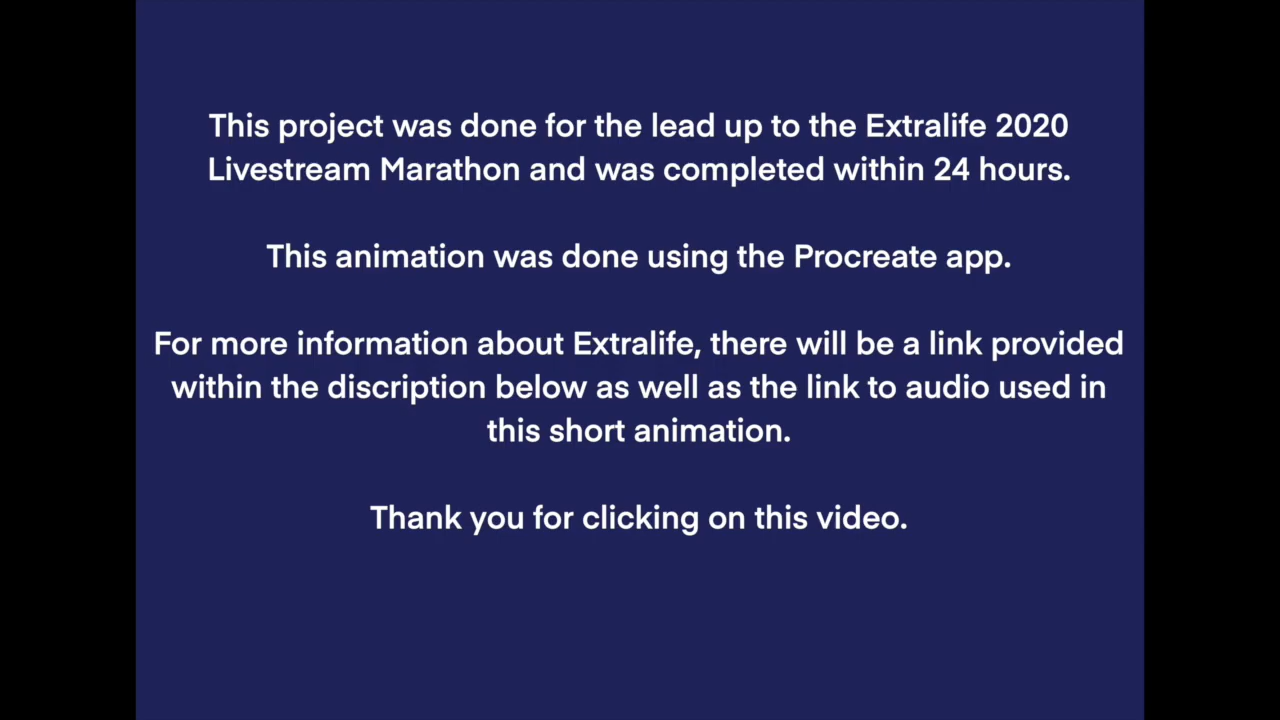 This project was done for the lead up to the Extralife 2020
Livestream Marathon and was completed within 24 hours.
This animation was done using the Procreate app.
For more information about Extralife, there will be a link provided
within the discription below as well as the link to audio used in
this short animation.
Thank you for clicking on this video.